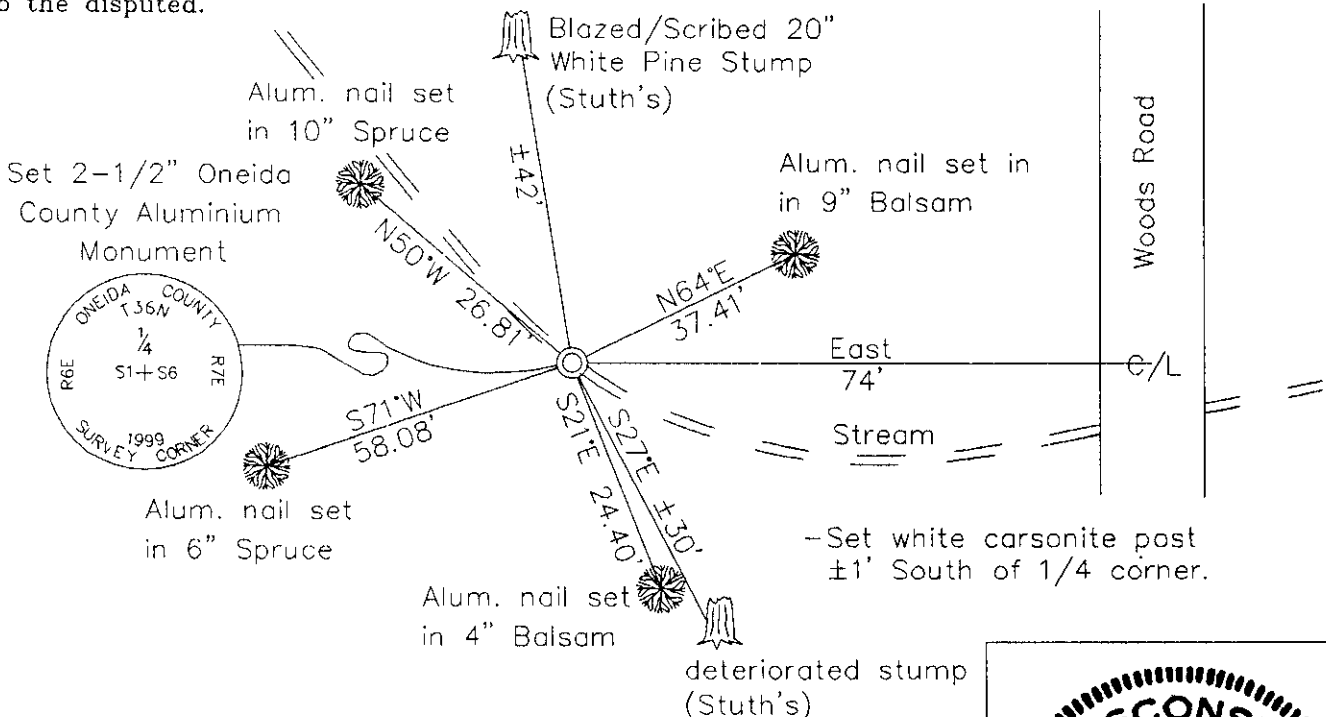 o the disputed.
Blazed/Scribed 20"
White Pine Stump
(Stuth's)
Alum. nail set
in 10" Spruce
Set 2-1/2" Oneida
County Aluminium
Monument
ONEIDA COUNTY
T36N
1/4
R6E
S1+S6
R7E
1999
SURVEY CORNER
±42'
N50°W 26.81'
Alum. nail set in
in 9" Balsam
N64°E
37.41'
Woods Road
East
74'
C/L
S71°W
58.08'
S21°E 24.40'
S27°E ±30'
Stream
Alum. nail set
in 6" Spruce
-Set white carsonite post
±1' South of 1/4 corner.
Alum. nail set
in 4" Balsam
deteriorated stump
(Stuth's)
SCONS